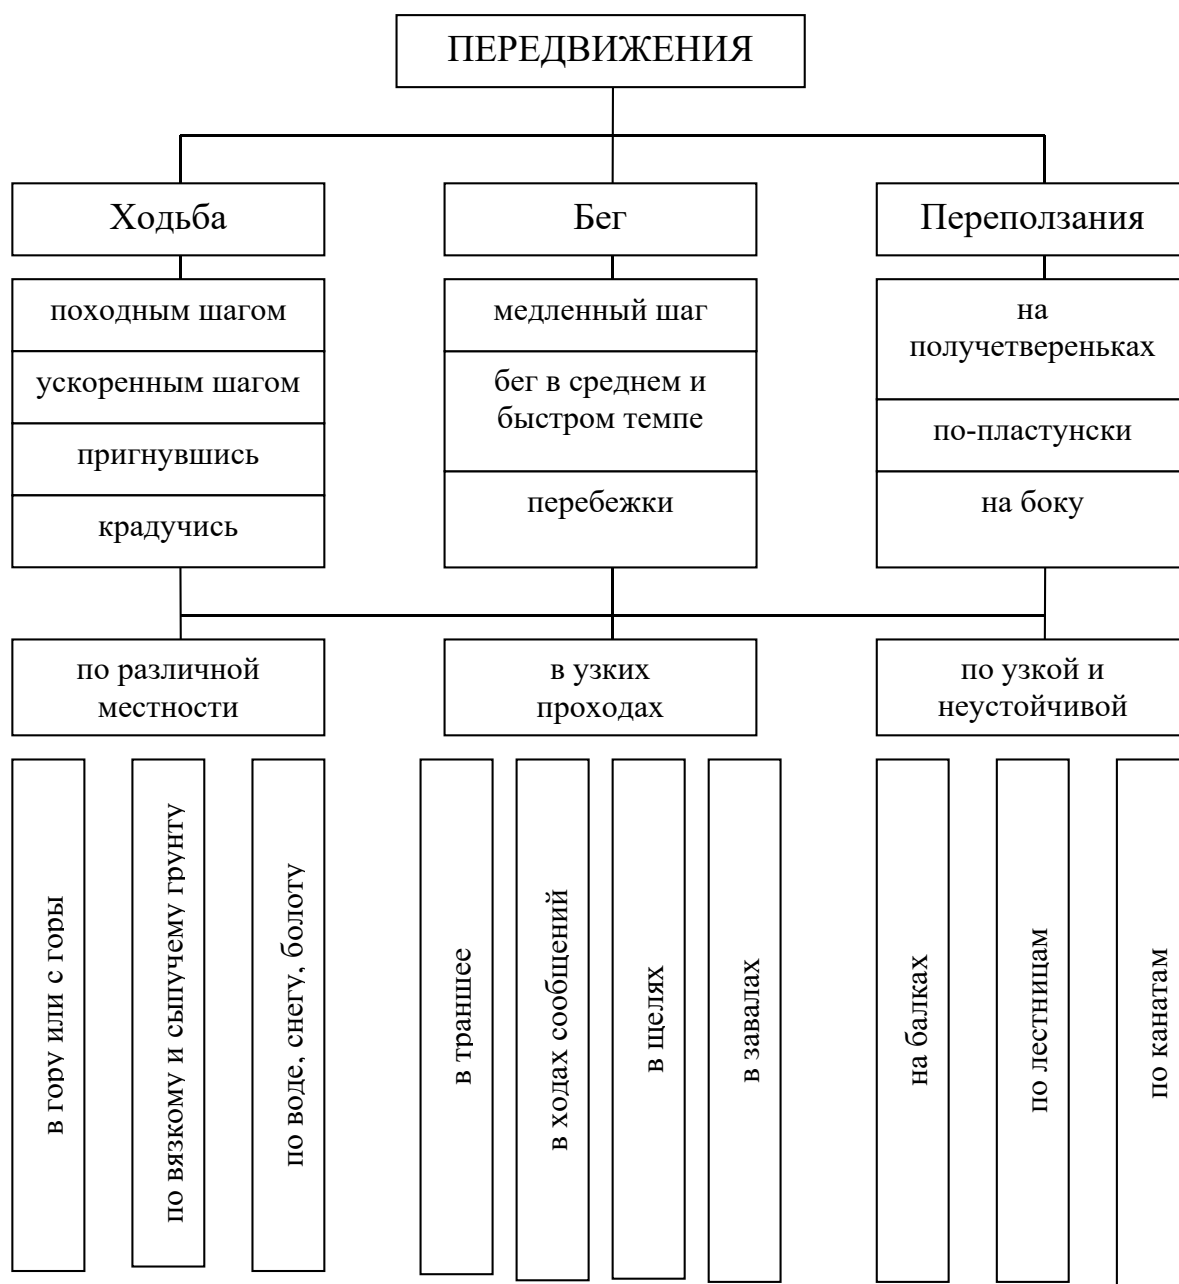 ПЕРЕДВИЖЕНИЯ
Ходьба
Бег
Переползания
походным шагом
ускоренным шагом
пригнувшись
крадучись
медленный шаг
бег в среднем и
быстром темпе
перебежки
на
получетвереньках
по-пластунски
на боку
по различной
местности
в узких
проходах
по узкой и
неустойчивой
в гору или с горы
по вязкому и сыпучему грунту
по воде, снегу, болоту
в траншее
в ходах сообщений
в щелях
в завалах
на балках
по лестницам
по канатам